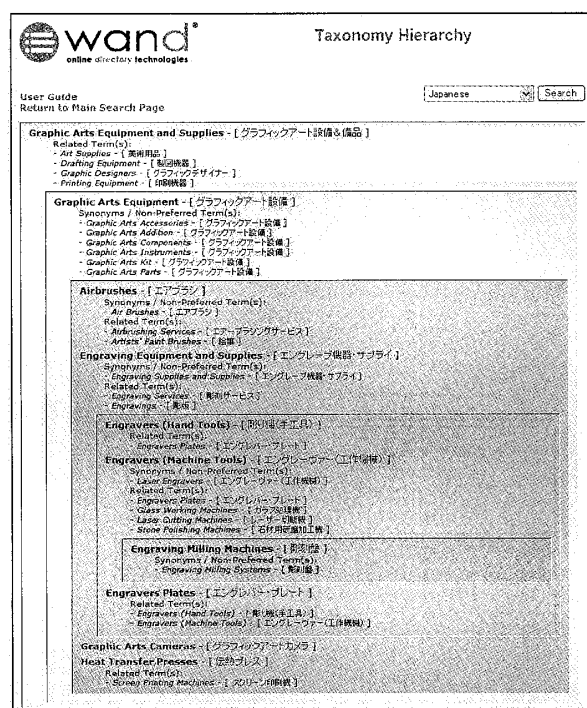 wand®
online directory technologies
Taxonomy Hierarchy
User Guide
Return to Main Search Page
Japanese
Search
Graphic Arts Equipment and Supplies - [ グラフィックアート設備&備品 ]
Related Term(s):
- Art Supplies - [ 美術用品 ]
- Drafting Equipment - [ 製図機器 ]
- Graphic Designers - [ グラフィックデザイナー ]
- Printing Equipment - [ 印刷機器 ]
Graphic Arts Equipment - [ グラフィックアート設備 ]
Synonyms / Non-Preferred Term(s):
- Graphic Arts Accessories - [ グラフィックアート設備 ]
- Graphic Arts Addition - [ グラフィックアート設備 ]
- Graphic Arts Components - [ グラフィックアート設備 ]
- Graphic Arts Instruments - [ グラフィックアート設備 ]
- Graphic Arts Kit - [ グラフィックアート設備 ]
- Graphic Arts Parts - [ グラフィックアート設備 ]
Airbrushes - [ エアブラシ ]
Synonyms / Non-Preferred Term(s):
- Air Brushes - [ エアブラシ ]
Related Term(s):
- Airbrushing Services - [ エアーブラシングサービス ]
- Artists' Paint Brushes - [ 絵筆 ]
Engraving Equipment and Supplies - [ エングレーブ機器・サプライ ]
Synonyms / Non-Preferred Term(s):
- Engraving Supplies and Supplies - [ エングレーブ機器・サプライ ]
Related Term(s):
- Engraving Services - [ 彫刻サービス ]
- Engravings - [ 彫版 ]
Engravers (Hand Tools) - [ 彫刻機(手工具) ]
Related Term(s):
- Engravers Plates - [ エングレバー・プレート ]
Engravers (Machine Tools) - [ エングレーヴァー(工作機械) ]
Synonyms / Non-Preferred Term(s):
- Laser Engravers - [ エングレーヴァー(工作機械) ]
Related Term(s):
- Engravers Plates - [ エングレバー・プレート ]
- Glass Working Machines - [ ガラス処理機 ]
- Laser Cutting Machines - [ レーザー切断機 ]
- Stone Polishing Machines - [ 石材用研磨加工機 ]
Engraving Milling Machines - [ 彫刻盤 ]
Synonyms / Non-Preferred Term(s):
- Engraving Milling Systems - [ 彫刻盤 ]
Engravers Plates - [ エングレバー・プレート ]
Related Term(s):
- Engravers (Hand Tools) - [ 彫り機(手工具) ]
- Engravers (Machine Tools) - [ エングレーヴァー(工作機械) ]
Graphic Arts Cameras - [ グラフィックアートカメラ ]
Heat Transfer Presses - [ 伝熱プレス ]
Related Term(s):
- Screen Printing Machines - [ スクリーン印刷機 ]